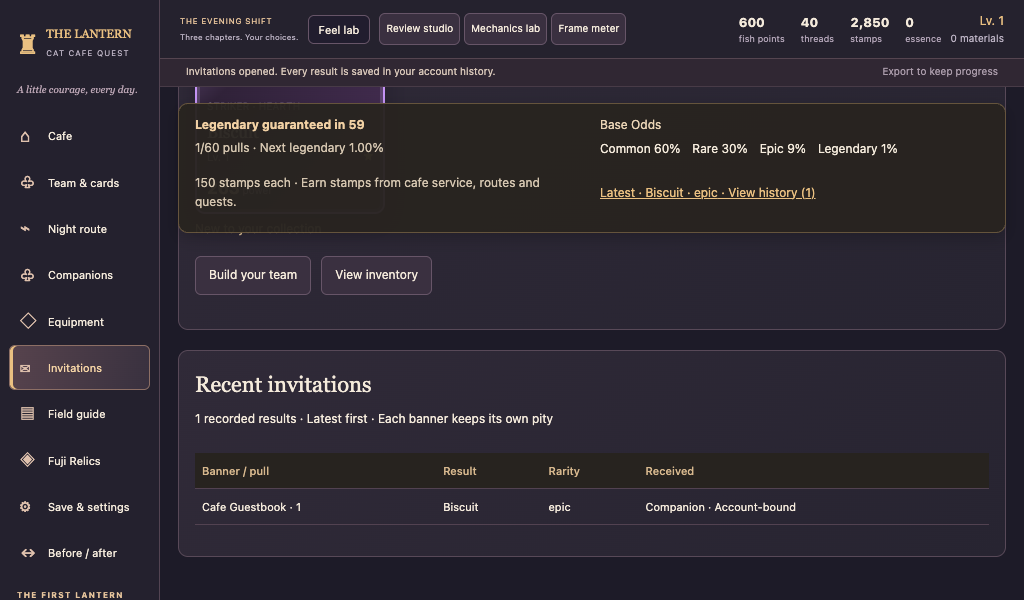 THE LANTERN
CAT CAFE QUEST
A little courage, every day.
Cafe
Team & cards
Night route
Companions
Equipment
Invitations
Field guide
Fuji Relics
Save & settings
Before / after
THE FIRST LANTERN
THE EVENING SHIFT
Three chapters. Your choices.
Feel lab
Review studio
Mechanics lab
Frame meter
600
fish points
40
threads
2,850
stamps
0
essence
Lv. 1
0 materials
Invitations opened. Every result is saved in your account history.
Export to keep progress
Legendary guaranteed in 59
1/60 pulls · Next legendary 1.00%
150 stamps each · Earn stamps from cafe service, routes and
quests.
Base Odds
Common 60% Rare 30% Epic 9% Legendary 1%
Latest · Biscuit · epic · View history (1)
Build your team
View inventory
Recent invitations
1 recorded results · Latest first · Each banner keeps its own pity
Banner / pull Result Rarity Received
Cafe Guestbook · 1 Biscuit epic Companion · Account-bound